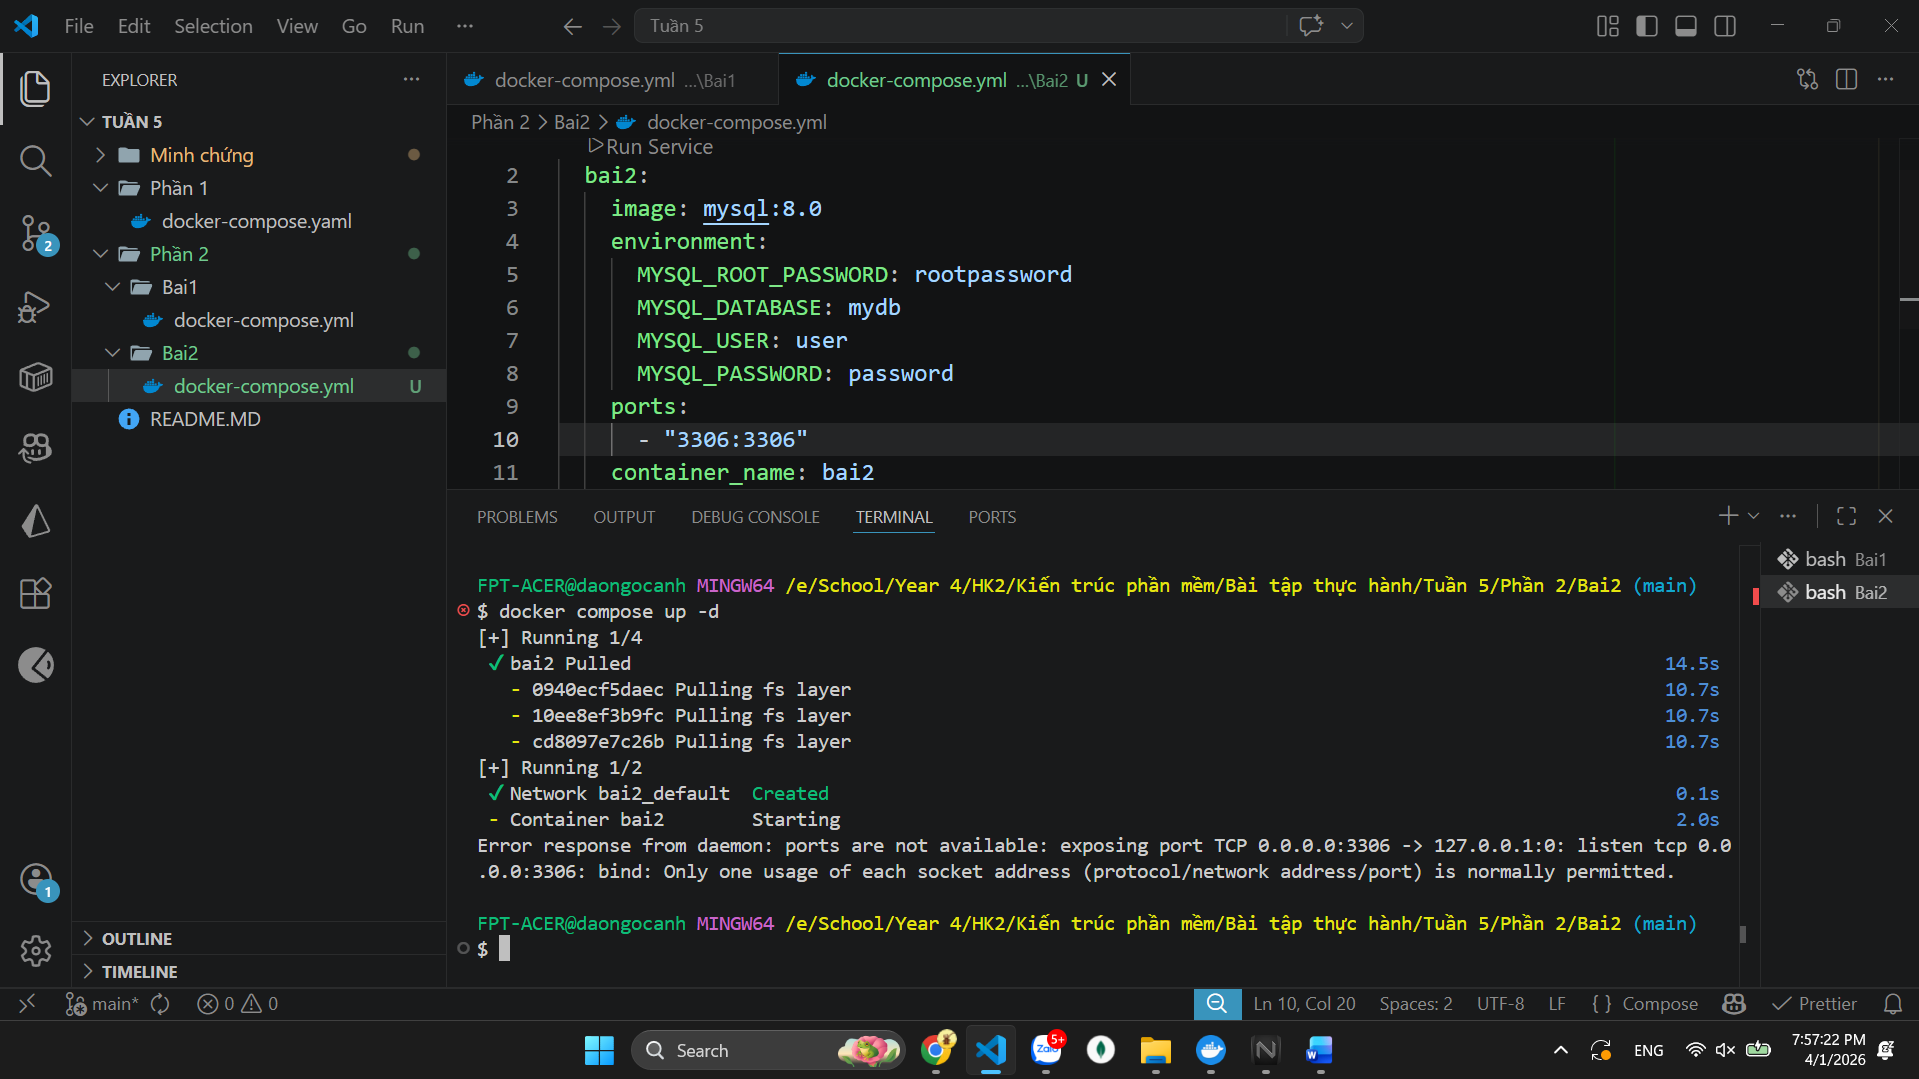 File Edit Selection View Go Run ··· Tuần 5
EXPLORER ···
TUẦN 5
Minh chứng
Phần 1
docker-compose.yaml
Phần 2
Bai1
docker-compose.yml
Bai2
docker-compose.yml U
README.MD
OUTLINE
TIMELINE
2
1
docker-compose.yml ...\Bai1
docker-compose.yml ...\Bai2 U
Phần 2 > Bai2 > docker-compose.yml
Run Service
2 bai2:
3 image: mysql:8.0
4 environment:
5 MYSQL_ROOT_PASSWORD: rootpassword
6 MYSQL_DATABASE: mydb
7 MYSQL_USER: user
8 MYSQL_PASSWORD: password
9 ports:
10 - "3306:3306"
11 container_name: bai2
PROBLEMS OUTPUT DEBUG CONSOLE TERMINAL PORTS
bash Bai1
bash Bai2
FPT-ACER@daongocanh MINGW64 /e/School/Year 4/HK2/Kiến trúc phần mềm/Bài tập thực hành/Tuần 5/Phần 2/Bai2 (main)
$ docker compose up -d
[+] Running 1/4
✔ bai2 Pulled 14.5s
- 0940ecf5daec Pulling fs layer 10.7s
- 10ee8ef3b9fc Pulling fs layer 10.7s
- cd8097e7c26b Pulling fs layer 10.7s
[+] Running 1/2
✔ Network bai2_default Created 0.1s
- Container bai2 Starting 2.0s
Error response from daemon: ports are not available: exposing port TCP 0.0.0.0:3306 -> 127.0.0.1:0: listen tcp 0.0
.0.0:3306: bind: Only one usage of each socket address (protocol/network address/port) is normally permitted.
FPT-ACER@daongocanh MINGW64 /e/School/Year 4/HK2/Kiến trúc phần mềm/Bài tập thực hành/Tuần 5/Phần 2/Bai2 (main)
$
main* 0 0 Ln 10, Col 20 Spaces: 2 UTF-8 LF { } Compose Prettier
Search Zalo 5+ N W ENG 7:57:22 PM
4/1/2026